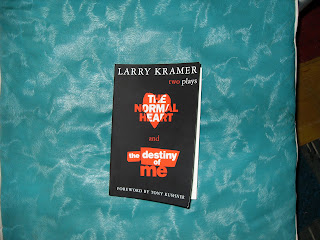 LARRY KRAMER
two plays
THE
NORMAL
HEART
and
the destiny
of
me
FOREWORD BY TONY KUSHNER